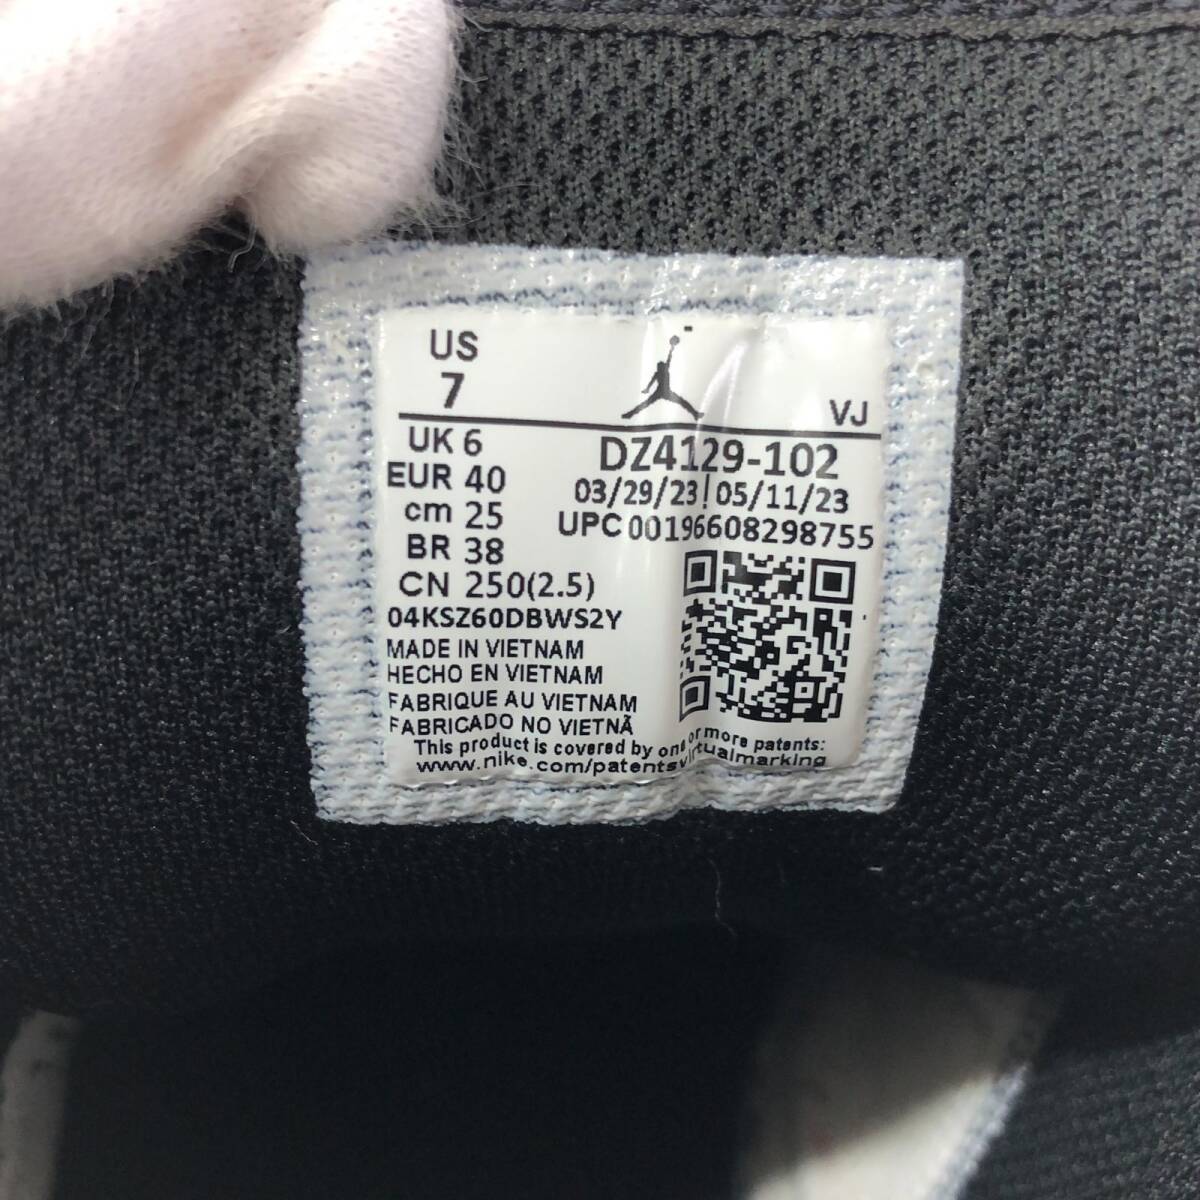 US
7
VJ
UK 6
EUR 40
cm 25
BR 38
CN 250(2.5)
DZ4129-102
03/29/23 05/11/23
UPC 00196608298755
04KSZ60DBWS2Y
MADE IN VIETNAM
HECHO EN VIETNAM
FABRIQUE AU VIETNAM
FABRICADO NO VIETNÃ
This product is covered by one or more patents:
www.nike.com/patentsvirtualmarking